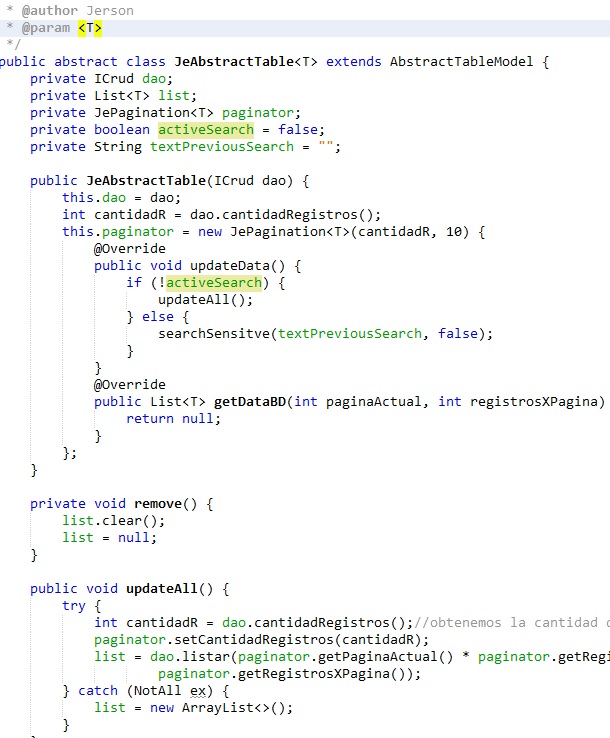 * @author Jerson
* @param <T>
*/
public abstract class JeAbstractTable<T> extends AbstractTableModel {
private ICrud dao;
private List<T> list;
private JePagination<T> paginator;
private boolean activeSearch = false;
private String textPreviousSearch = "";
public JeAbstractTable(ICrud dao) {
this.dao = dao;
int cantidadR = dao.cantidadRegistros();
this.paginator = new JePagination<T>(cantidadR, 10) {
@Override
public void updateData() {
if (!activeSearch) {
updateAll();
} else {
searchSensitve(textPreviousSearch, false);
}
}
@Override
public List<T> getDataBD(int paginaActual, int registrosXPagina)
return null;
}
};
}
private void remove() {
list.clear();
list = null;
}
public void updateAll() {
try {
int cantidadR = dao.cantidadRegistros();//obtenemos la cantidad
paginator.setCantidadRegistros(cantidadR);
list = dao.listar(paginator.getPaginaActual() * paginator.getRegi
paginator.getRegistrosXPagina());
} catch (NotAll ex) {
list = new ArrayList<>();
}